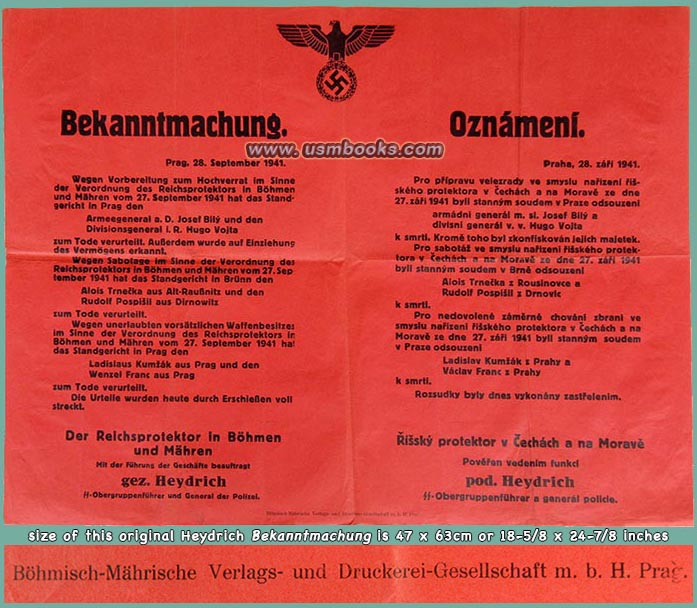 Bekanntmachung.
Prag, 28. September 1941.
Wegen Vorbereitung zum Hochverrat im Sinne
der Verordnung des Reichsprotektors in Böhmen
und Mähren vom 27. September 1941 hat das Stand-
gericht in Prag den
Armeegeneral a. D. Josef Bilý und den
Divisionsgeneral i. R. Hugo Vojta
zum Tode verurteilt. Außerdem wurde auf Einziehung
des Vermögens erkannt.
Wegen Sabotage im Sinne der Verordnung des
Reichsprotektors in Böhmen und Mähren vom 27. Sep
tember 1941 hat das Standgericht in Brünn den
Alois Trnečka aus Alt-Raußnitz und den
Rudolf Pospíšil aus Dirnowitz
zum Tode verurteilt.
Wegen unerlaubten vorsätzlichen Waffenbesitzes
im Sinne der Verordnung des Reichsprotektors in
Böhmen und Mähren vom 27. September 1941 hat
das Standgericht in Prag den
Ladislaus Kumžák aus Prag und den
Wenzel Franc aus Prag
zum Tode verurteilt.
Die Urteile wurden heute durch Erschießen voll
streckt.
Der Reichsprotektor in Böhmen
und Mähren
Mit der Führung der Geschäfte beauftragt
gez. Heydrich
SS-Obergruppenführer und General der Polizei.
Oznámení.
Praha, 28. září 1941.
Pro přípravu velezrady ve smyslu nařízení říš-
ského protektora v Čechách a na Moravě ze dne
27. září 1941 byli stanným soudem v Praze odsouzeni
armádní generál m. sl. Josef Bílý a
divisní generál v. v. Hugo Vojta
k smrti. Kromě toho byl zkonfiskován jejich majetek.
Pro sabotáž ve smyslu nařízení říšského protek-
tora v Čechách a na Moravě ze dne 27. září 1941
byli stanným soudem v Brně odsouzeni
Alois Trnečka z Rousinovce a
Rudolf Pospíšil z Drnovic
k smrti.
Pro nedovolené záměrné chování zbraní ve
smyslu nařízení říšského protektora v Čechách a na
Moravě ze dne 27. září 1941 byli stanným soudem
v Praze odsouzeni
Ladislav Kumžák z Prahy a
Václav Franc z Prahy
k smrti.
Rozsudky byly dnes vykonány zastřelením.
Říšský protektor v Čechách a na Moravě
Pověřen vedením funkcí
pod. Heydrich
SS-Obergruppenführer a generál policie.
www.usmbooks.com
Böhmisch-Mährische Verlags- und Druckerei-Gesellschaft m. b. H. Prag.
size of this original Heydrich Bekanntmachung is 47 x 63cm or 18-5/8 x 24-7/8 inches
Böhmisch-Mährische Verlags- und Druckerei-Gesellschaft m. b. H. Prag.